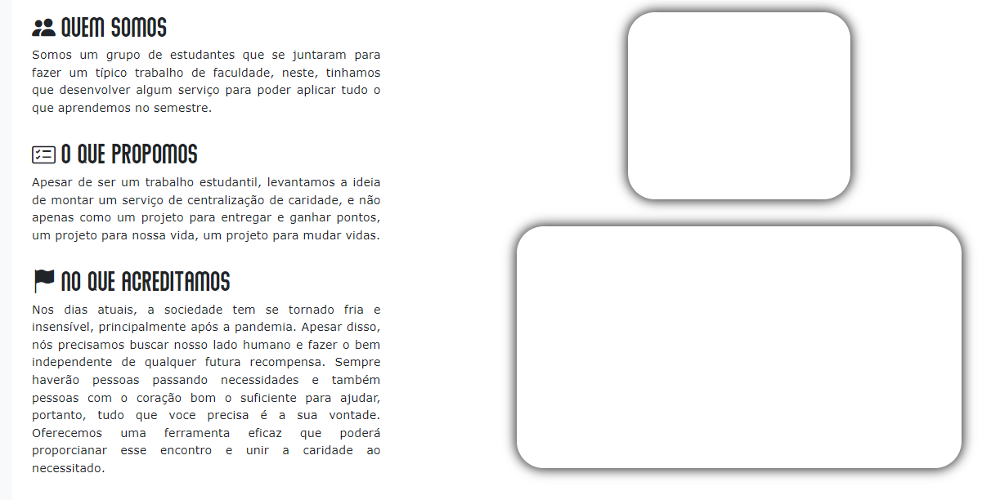 QUEM SOMOS
Somos um grupo de estudantes que se juntaram para
fazer um típico trabalho de faculdade, neste, tinhamos
que desenvolver algum serviço para poder aplicar tudo o
que aprendemos no semestre.
O QUE PROPOMOS
Apesar de ser um trabalho estudantil, levantamos a ideia
de montar um serviço de centralização de caridade, e não
apenas como um projeto para entregar e ganhar pontos,
um projeto para nossa vida, um projeto para mudar vidas.
NO QUE ACREDITAMOS
Nos dias atuais, a sociedade tem se tornado fria e
insensível, principalmente após a pandemia. Apesar disso,
nós precisamos buscar nosso lado humano e fazer o bem
independente de qualquer futura recompensa. Sempre
haverão pessoas passando necessidades e também
pessoas com o coração bom o suficiente para ajudar,
portanto, tudo que voce precisa é a sua vontade.
Oferecemos uma ferramenta eficaz que poderá
proporcianar esse encontro e unir a caridade ao
necessitado.